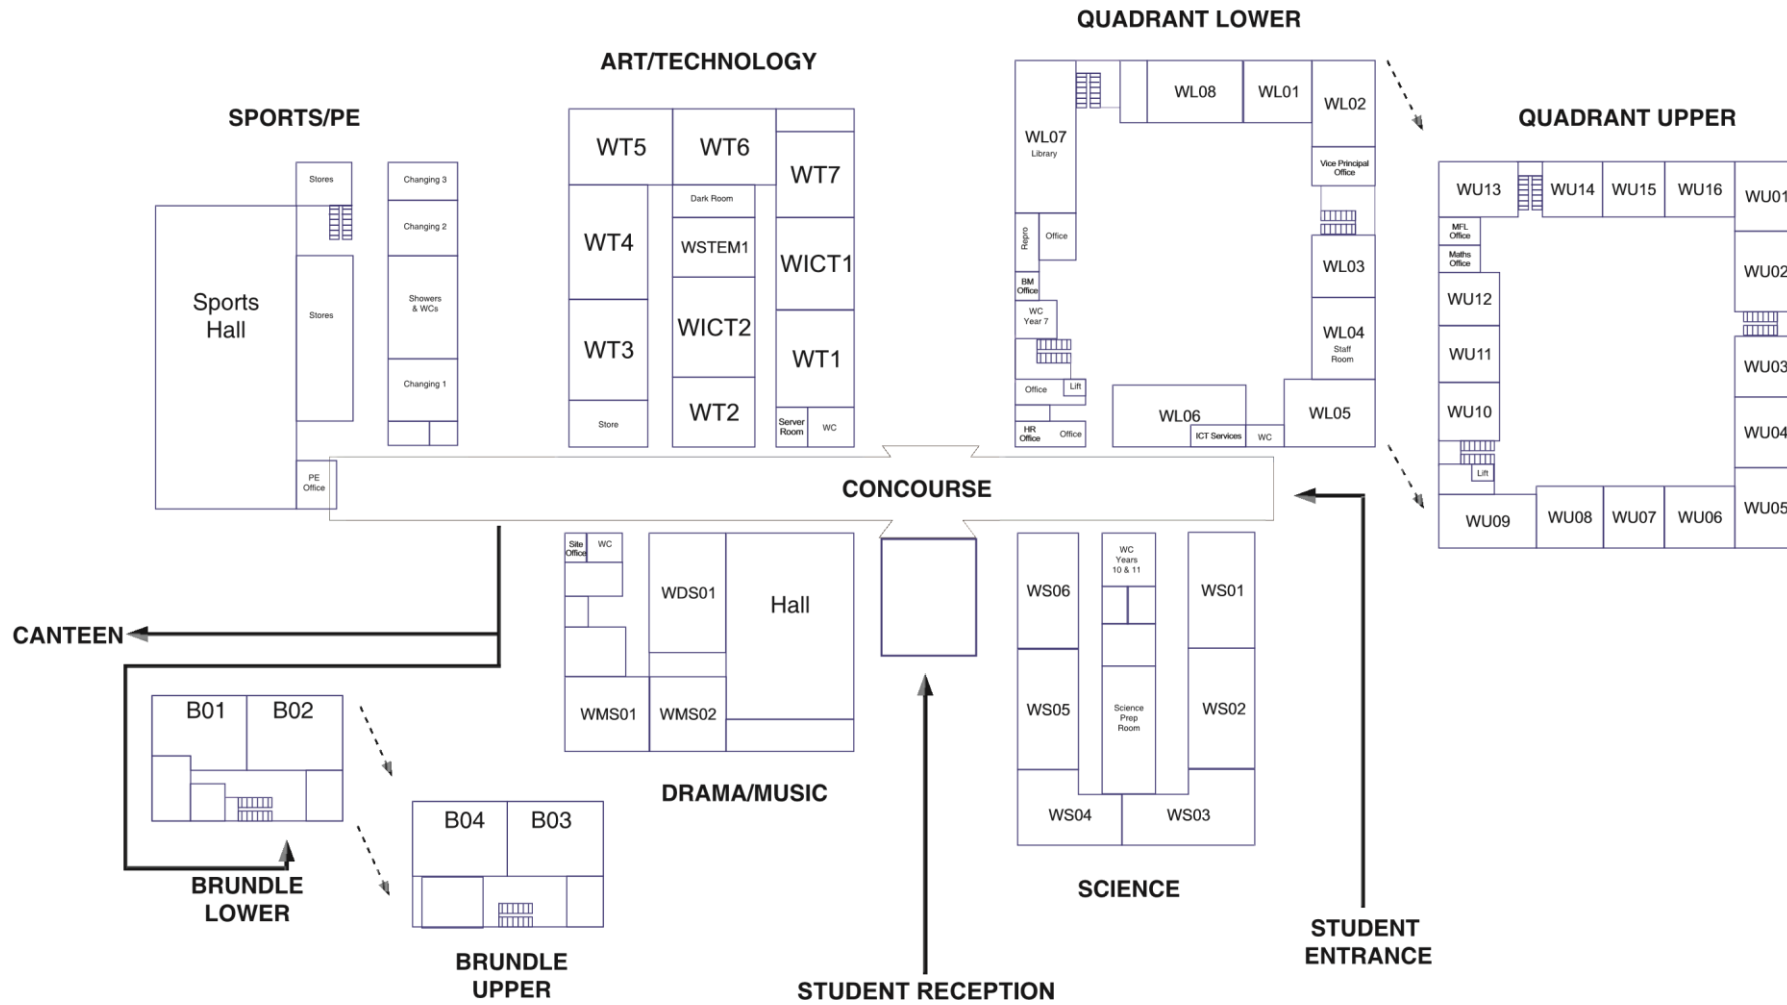 QUADRANT LOWER
ART/TECHNOLOGY
SPORTS/PE
QUADRANT UPPER
Stores
Changing 3
Changing 2
Sports
Hall
Stores
Showers
& WCs
Changing 1
PE
Office
WT5
WT6
WT7
Dark Room
WT4
WSTEM1
WICT1
WICT2
WT3
WT1
WT2
Store
Server
Room
WC
WL08
WL01
WL02
WL07
Library
Vice Principal
Office
Repro
Office
BM
Office
WC
Year 7
WL03
WL04
Staff
Room
Office
Lift
HR
Office
Office
WL06
ICT Services
WC
WL05
WU13
WU14
WU15
WU16
WU01
MFL
Office
Maths
Office
WU02
WU12
WU11
WU03
WU10
WU04
Lift
WU09
WU08
WU07
WU06
WU05
CONCOURSE
Site
Office
WC
WDS01
Hall
WMS01
WMS02
DRAMA/MUSIC
WC
Years
10 & 11
WS06
WS01
WS05
Science
Prep
Room
WS02
WS04
WS03
SCIENCE
CANTEEN
B01
B02
BRUNDLE
LOWER
B04
B03
BRUNDLE
UPPER
STUDENT RECEPTION
STUDENT
ENTRANCE